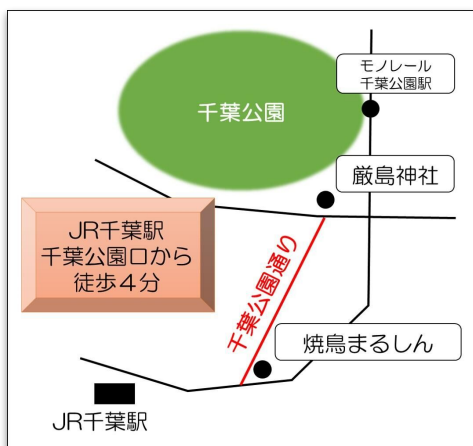 モノレール
千葉公園駅
千葉公園
厳島神社
JR千葉駅
千葉公園口から
徒歩4分
千葉公園通り
焼鳥まるしん
JR千葉駅